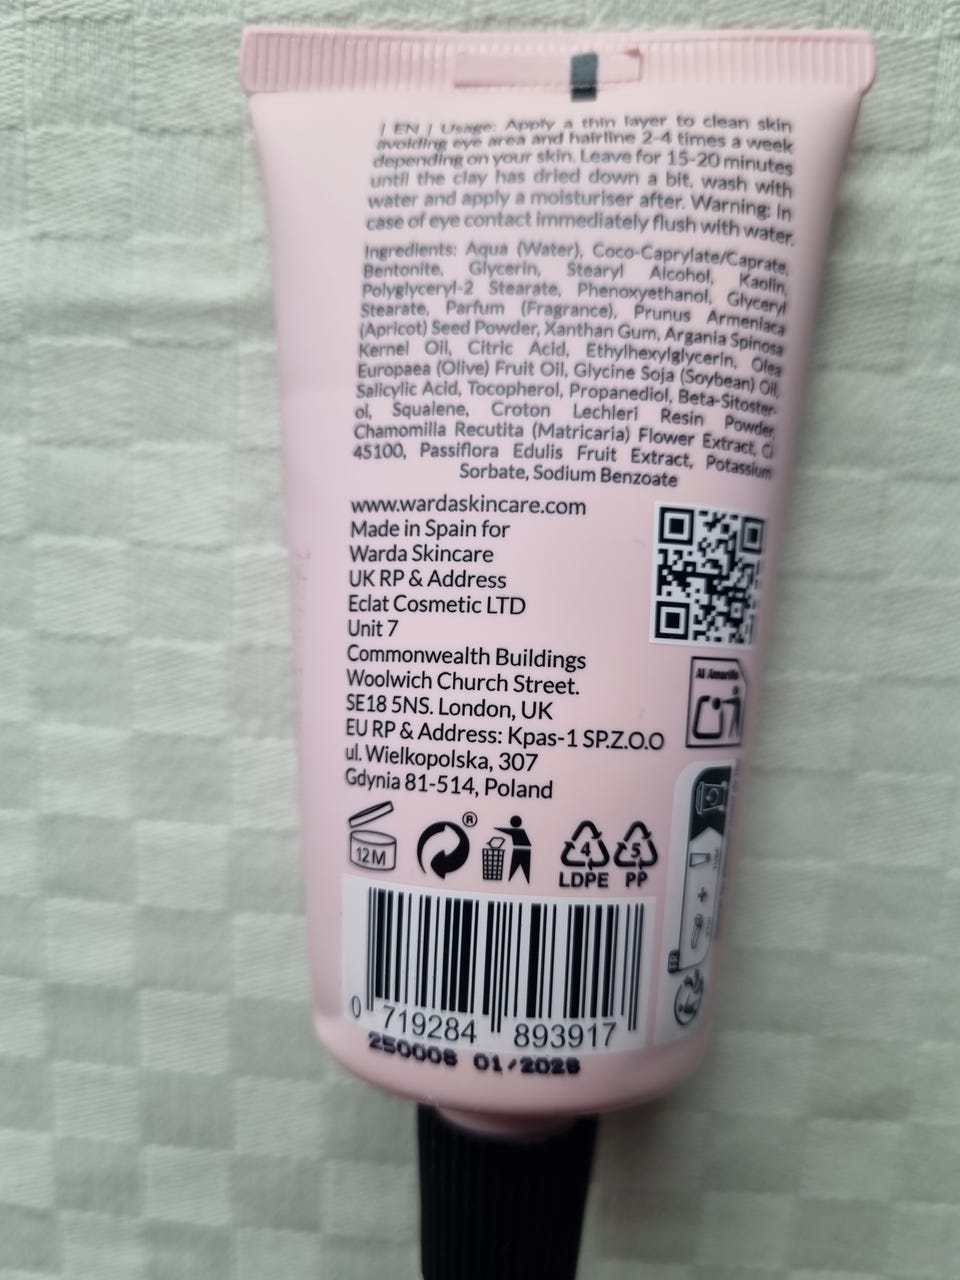 [ EN ] Usage: Apply a thin layer to clean skin
avoiding eye area and hairline 2-4 times a week
depending on your skin. Leave for 15-20 minutes
until the clay has dried down a bit, wash with
water and apply a moisturiser after. Warning: In
case of eye contact immediately flush with water.
Ingredients: Aqua (Water), Coco-Caprylate/Caprate,
Bentonite, Glycerin, Stearyl Alcohol, Kaolin,
Polyglyceryl-2 Stearate, Phenoxyethanol, Glyceryl
Stearate, Parfum (Fragrance), Prunus Armeniaca
(Apricot) Seed Powder, Xanthan Gum, Argania Spinosa
Kernel Oil, Citric Acid, Ethylhexylglycerin, Olea
Europaea (Olive) Fruit Oil, Glycine Soja (Soybean) Oil,
Salicylic Acid, Tocopherol, Propanediol, Beta-Sitoster-
ol, Squalene, Croton Lechleri Resin Powder,
Chamomilla Recutita (Matricaria) Flower Extract, CI
45100, Passiflora Edulis Fruit Extract, Potassium
Sorbate, Sodium Benzoate
www.wardaskincare.com
Made in Spain for
Warda Skincare
UK RP & Address
Eclat Cosmetic LTD
Unit 7
Commonwealth Buildings
Woolwich Church Street.
SE18 5NS. London, UK
EU RP & Address: Kpas-1 SP.Z.O.O
ul. Wielkopolska, 307
Gdynia 81-514, Poland
Al Amarillo
12M
®
4
LDPE
5
PP
+
FR
0 719284 893917
250008 01/2028